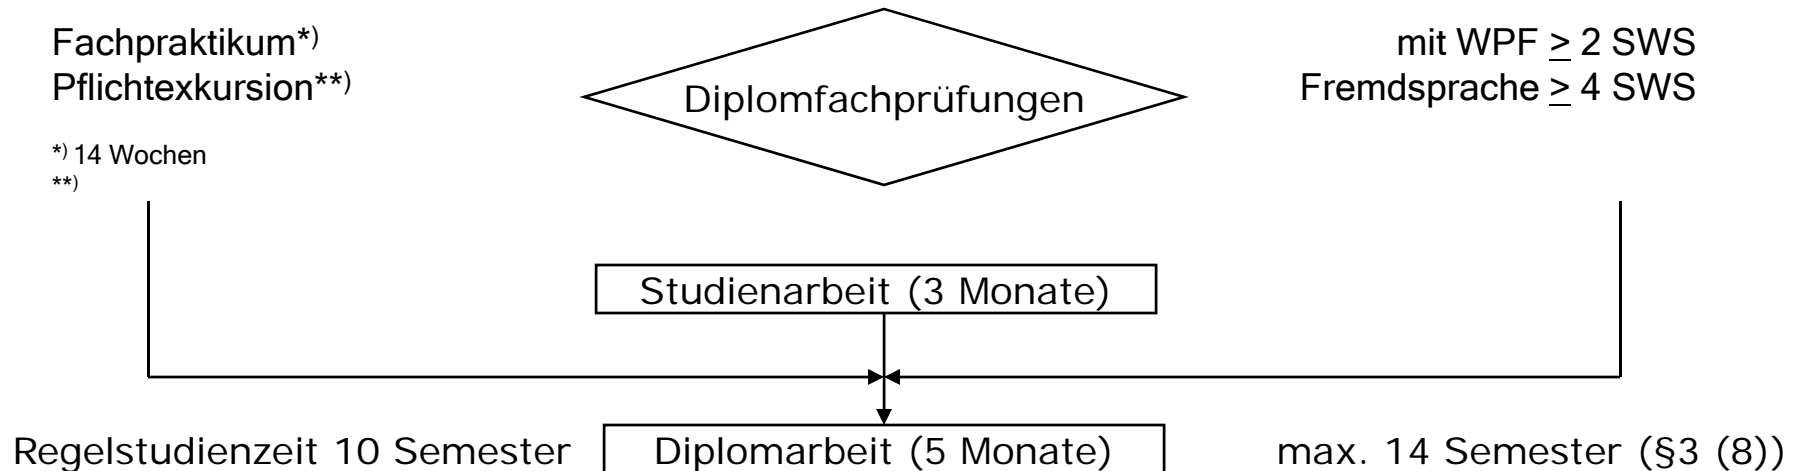 Fachpraktikum*)
Pflichtexkursion**)
*) 14 Wochen
**)
Diplomfachprüfungen
mit WPF ≥ 2 SWS
Fremdsprache ≥ 4 SWS
Studienarbeit (3 Monate)
Regelstudienzeit 10 Semester
Diplomarbeit (5 Monate)
max. 14 Semester (§3 (8))